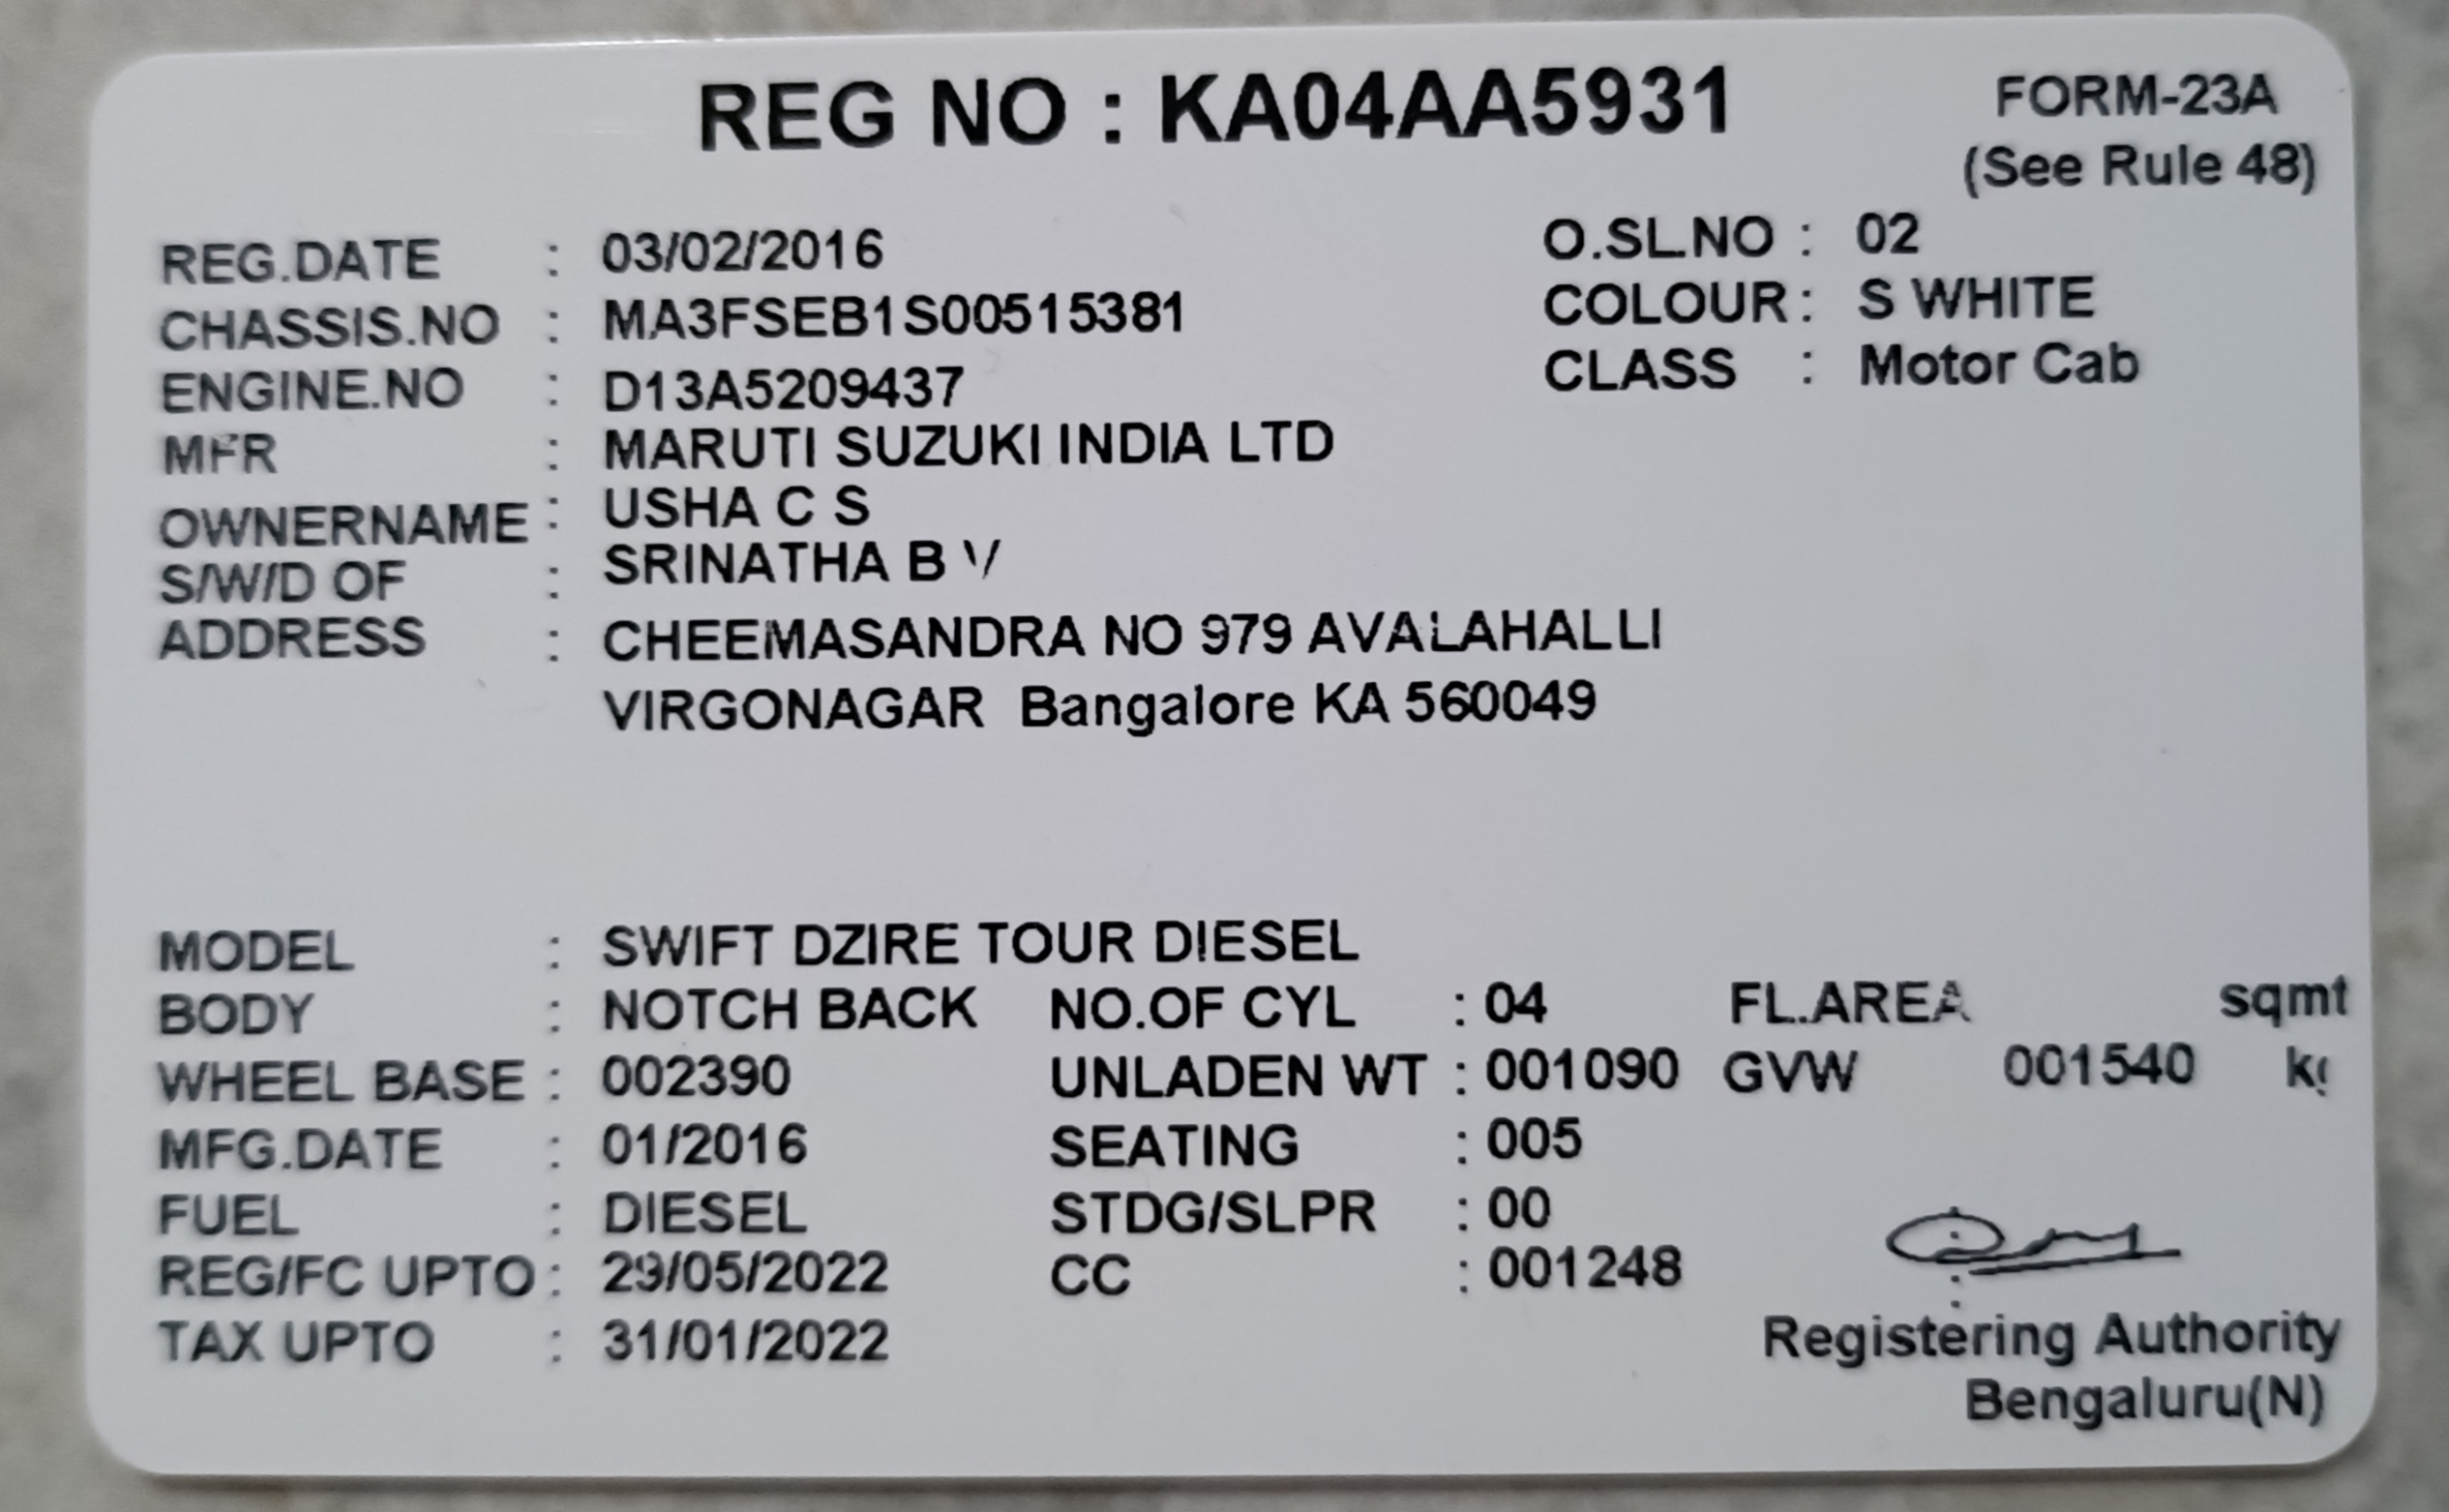 REG NO : KA04AA5931
FORM-23A
(See Rule 48)
REG.DATE : 03/02/2016
O.SL.NO : 02
CHASSIS.NO : MA3FSEB1S00515381
COLOUR : S WHITE
ENGINE.NO : D13A5209437
CLASS : Motor Cab
MFR : MARUTI SUZUKI INDIA LTD
OWNERNAME : USHA C S
S/W/D OF : SRINATHA B V
ADDRESS : CHEEMASANDRA NO 979 AVALAHALLI
VIRGONAGAR Bangalore KA 560049
MODEL : SWIFT DZIRE TOUR DIESEL
BODY : NOTCH BACK NO.OF CYL : 04 FL.AREA sqmt
WHEEL BASE : 002390 UNLADEN WT : 001090 GVW 001540 kg
MFG.DATE : 01/2016 SEATING : 005
FUEL : DIESEL STDG/SLPR : 00
REG/FC UPTO : 29/05/2022 CC : 001248
TAX UPTO : 31/01/2022
Registering Authority
Bengaluru(N)